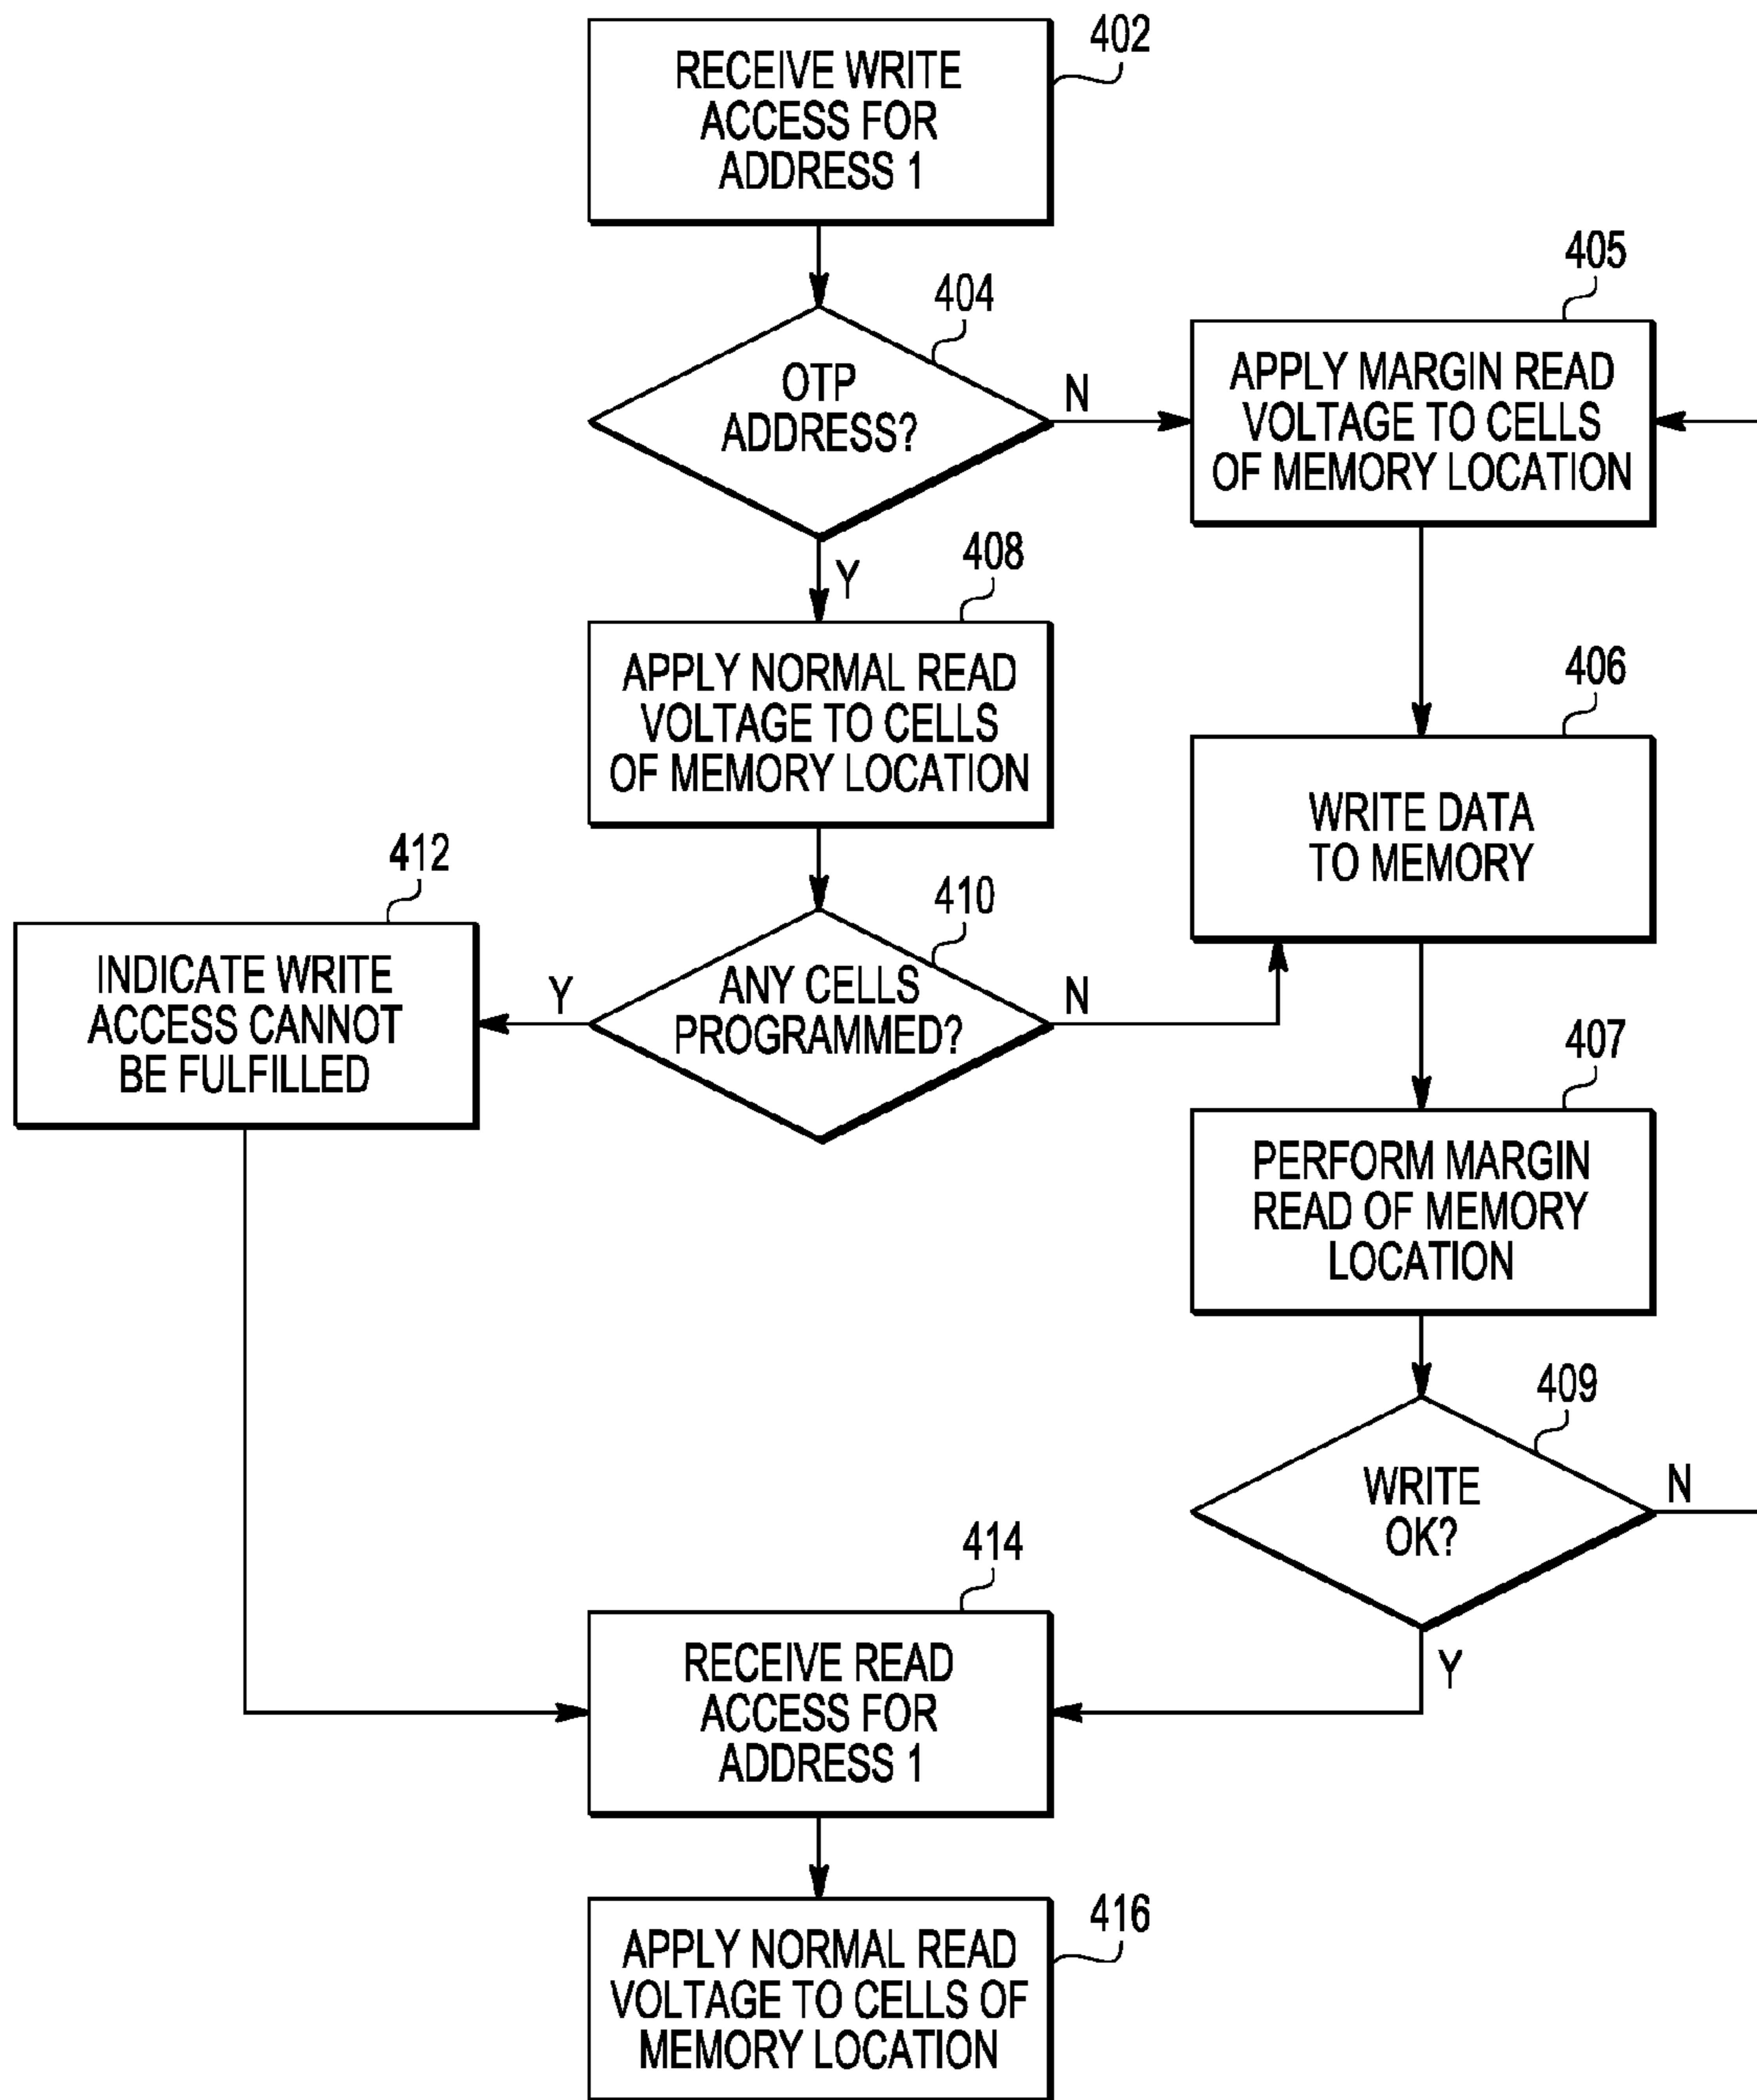 402
RECEIVE WRITE
ACCESS FOR
ADDRESS 1
404
OTP
ADDRESS?
N
Y
405
APPLY MARGIN READ
VOLTAGE TO CELLS
OF MEMORY LOCATION
408
APPLY NORMAL READ
VOLTAGE TO CELLS
OF MEMORY LOCATION
406
WRITE DATA
TO MEMORY
410
ANY CELLS
PROGRAMMED?
Y
N
412
INDICATE WRITE
ACCESS CANNOT
BE FULFILLED
407
PERFORM MARGIN
READ OF MEMORY
LOCATION
409
WRITE
OK?
N
Y
414
RECEIVE READ
ACCESS FOR
ADDRESS 1
416
APPLY NORMAL READ
VOLTAGE TO CELLS OF
MEMORY LOCATION